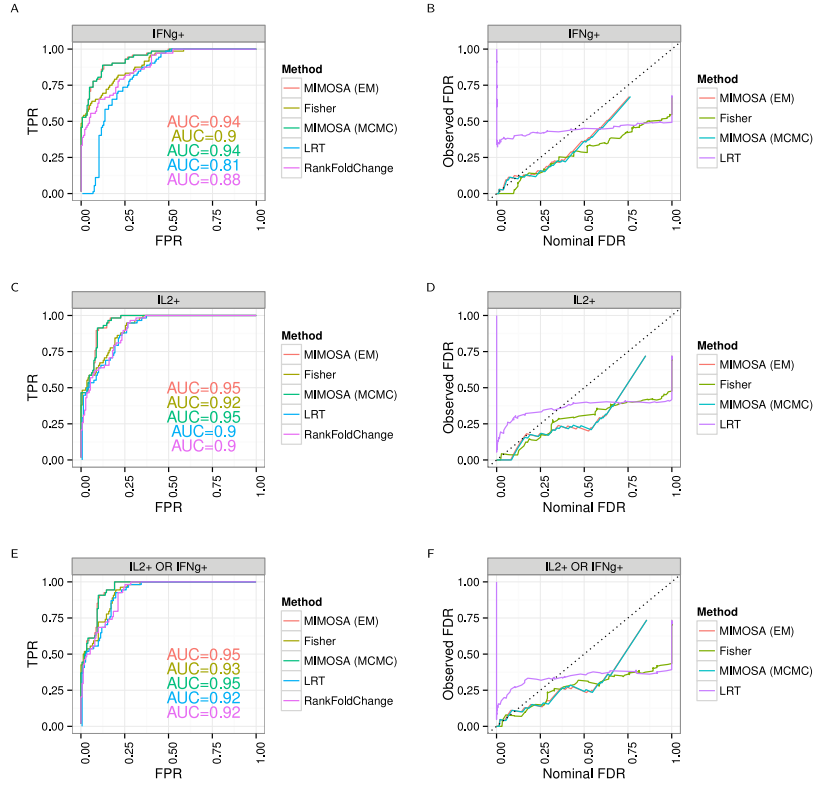 A
IFNg+
1.00
0.75
0.50
0.25
0.00
TPR
AUC=0.94
AUC=0.9
AUC=0.94
AUC=0.81
AUC=0.88
0.00
0.25
0.50
0.75
1.00
FPR
Method
MIMOSA (EM)
Fisher
MIMOSA (MCMC)
LRT
RankFoldChange
B
IFNg+
1.00
0.75
0.50
0.25
0.00
Observed FDR
0.00
0.25
0.50
0.75
1.00
Nominal FDR
Method
MIMOSA (EM)
Fisher
MIMOSA (MCMC)
LRT
C
IL2+
1.00
0.75
0.50
0.25
0.00
TPR
AUC=0.95
AUC=0.92
AUC=0.95
AUC=0.9
AUC=0.9
0.00
0.25
0.50
0.75
1.00
FPR
Method
MIMOSA (EM)
Fisher
MIMOSA (MCMC)
LRT
RankFoldChange
D
IL2+
1.00
0.75
0.50
0.25
0.00
Observed FDR
0.00
0.25
0.50
0.75
1.00
Nominal FDR
Method
MIMOSA (EM)
Fisher
MIMOSA (MCMC)
LRT
E
IL2+ OR IFNg+
1.00
0.75
0.50
0.25
0.00
TPR
AUC=0.95
AUC=0.93
AUC=0.95
AUC=0.92
AUC=0.92
0.00
0.25
0.50
0.75
1.00
FPR
Method
MIMOSA (EM)
Fisher
MIMOSA (MCMC)
LRT
RankFoldChange
F
IL2+ OR IFNg+
1.00
0.75
0.50
0.25
0.00
Observed FDR
0.00
0.25
0.50
0.75
1.00
Nominal FDR
Method
MIMOSA (EM)
Fisher
MIMOSA (MCMC)
LRT